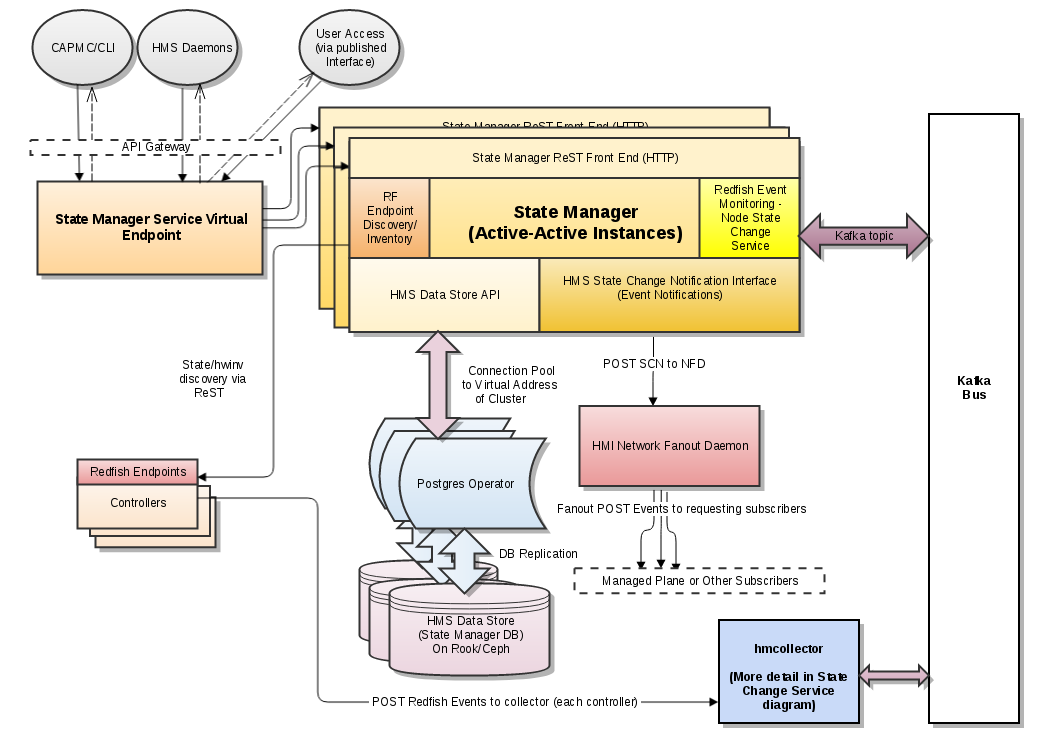 CAPMC/CLI
HMS Daemons
User Access
(via published
Interface)
API Gateway
State Manager Service Virtual
Endpoint
State Manager ReST Front End (HTTP)
State Manager ReST Front End (HTTP)
RF
Endpoint
Discovery/
Inventory
State Manager
(Active-Active Instances)
Redfish Event
Monitoring -
Node State
Change
Service
HMS Data Store API
HMS State Change Notification Interface
(Event Notifications)
Kafka topic
Kafka
Bus
State/hwinv
discovery via
ReST
Connection Pool
to Virtual Address
of Cluster
POST SCN to NFD
HMI Network Fanout Daemon
Redfish Endpoints
Controllers
Postgres Operator
Fanout POST Events to requesting subscribers
DB Replication
Managed Plane or Other Subscribers
HMS Data Store
(State Manager DB)
On Rook/Ceph
hmcollector
(More detail in State
Change Service
diagram)
POST Redfish Events to collector (each controller)